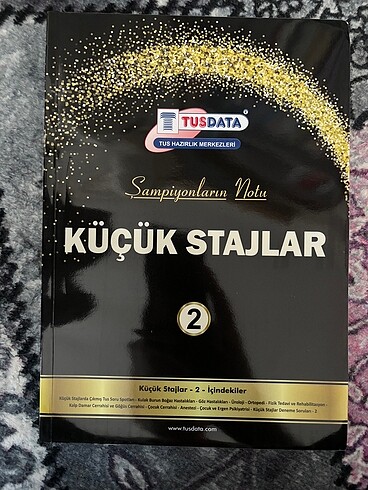 TUSDATA
TUS HAZIRLIK MERKEZLERİ
Şampiyonların Notu
KÜÇÜK STAJLAR
2
Küçük Stajlar - 2 - İçindekiler
Küçük Stajlarda Çıkmış Tus Soru Spotları - Kulak Burun Boğaz Hastalıkları - Göz Hastalıkları - Üroloji - Ortopedi - Fizik Tedavi ve Rehabilitasyon -
Kalp Damar Cerrahisi ve Göğüs Cerrahisi - Çocuk Cerrahisi - Anestezi - Çocuk ve Ergen Psikiyatrisi - Küçük Stajlar Deneme Soruları - 3
www.tusdata.com